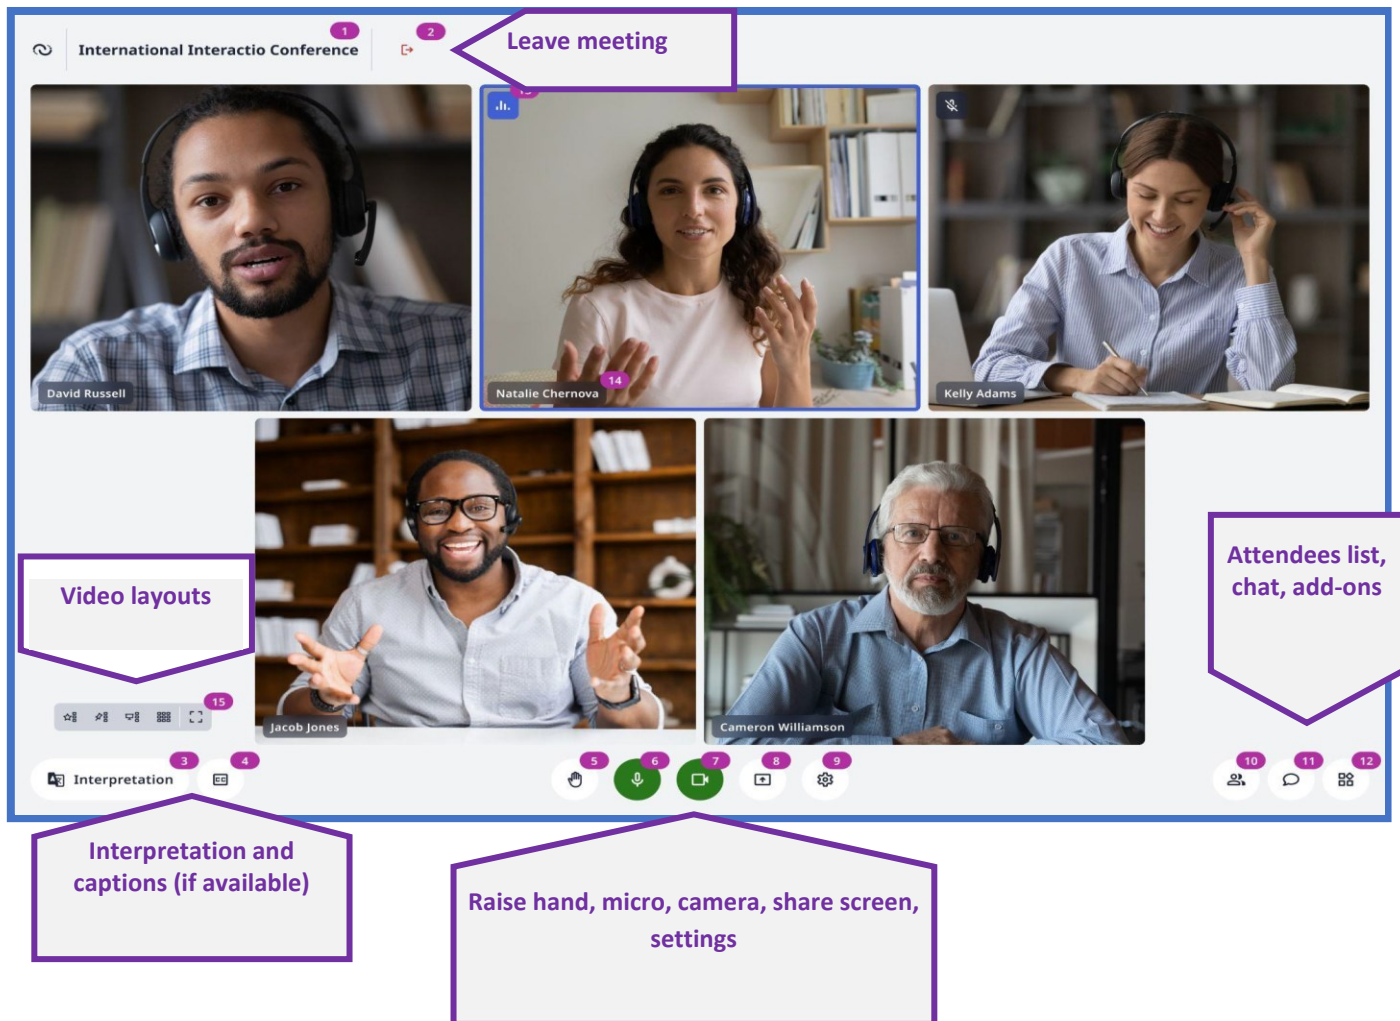 1
2
International Interactio Conference
Leave meeting
13
David Russell
Natalie Chernova
14
Kelly Adams
Video layouts
Attendees list,
chat, add-ons
15
Jacob Jones
Cameron Williamson
3
4
5
6
7
8
9
10
11
12
Interpretation
CC
Interpretation and
captions (if available)
Raise hand, micro, camera, share screen,
settings